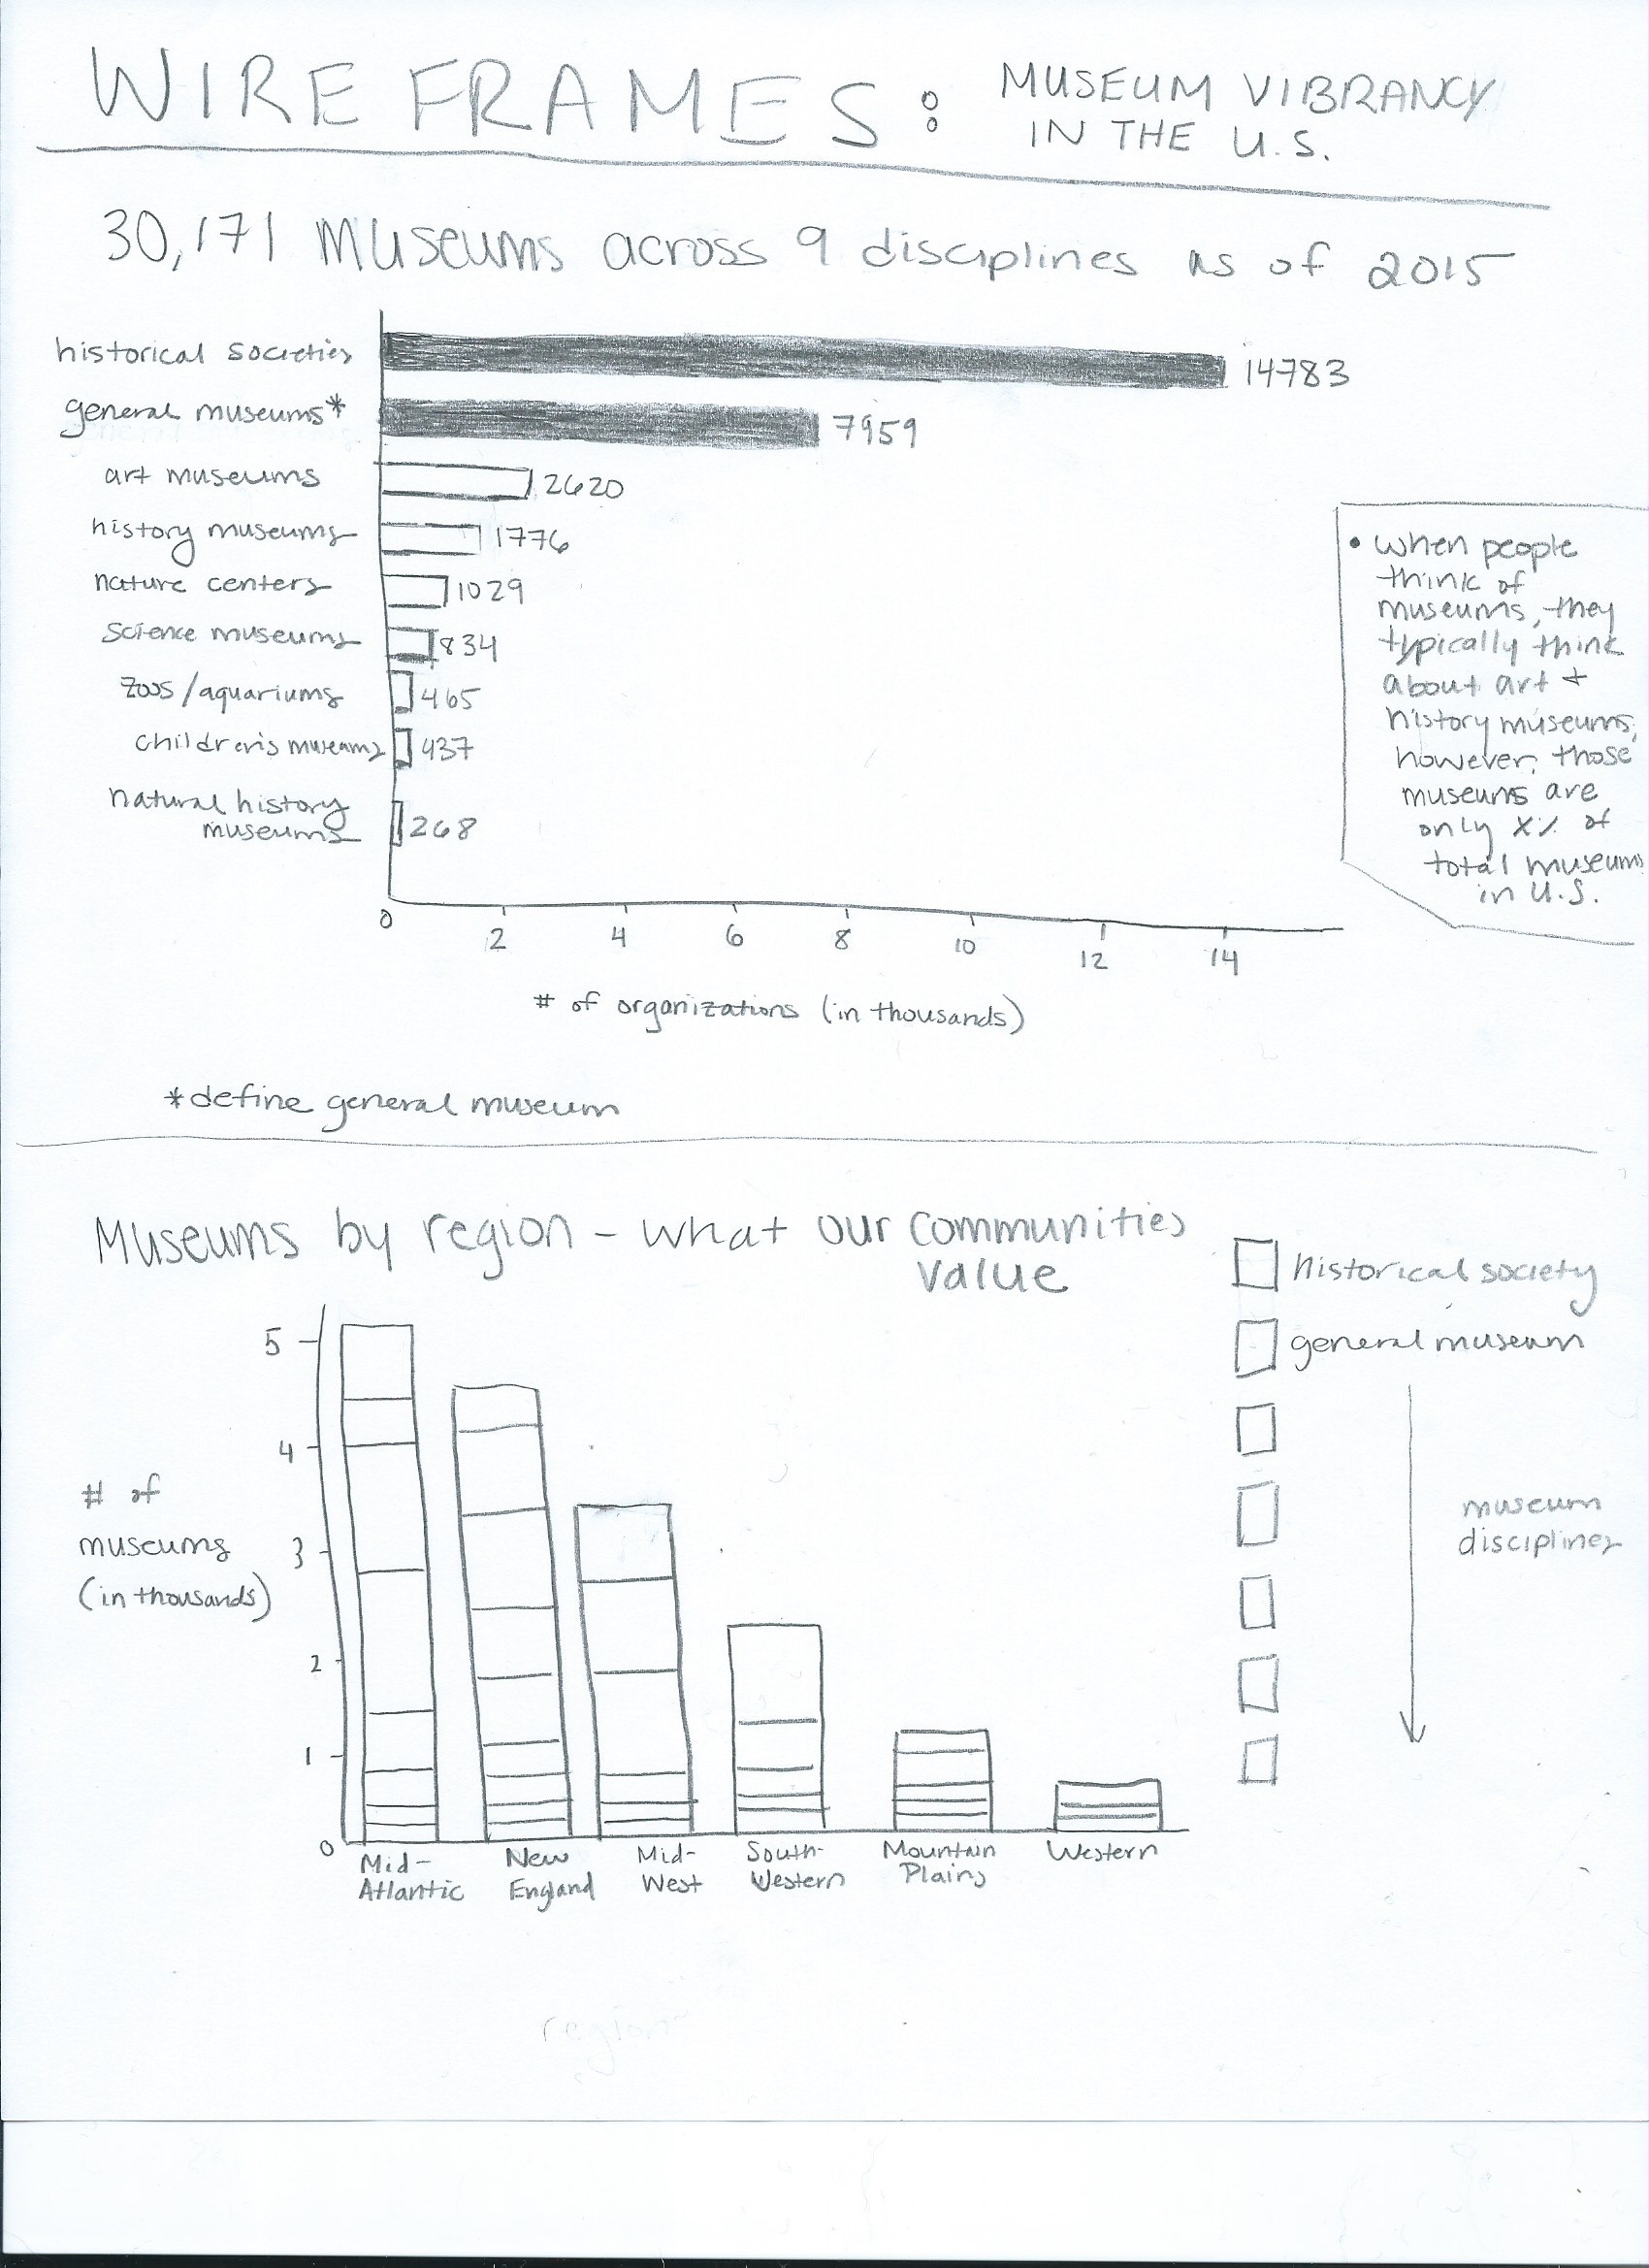 WIREFRAMES:
MUSEUM VIBRANCY
IN THE U.S.
30,171 Museums across 9 disciplines as of 2015
historical societies 14783
general museums* 7959
art museums 2620
history museums 1776
nature centers 1029
science museums 834
zoos/aquariums 465
children's museums 437
natural history
museums 268
0 2 4 6 8 10 12 14
# of organizations (in thousands)
• when people
think of
museums, they
typically think
about art +
history museums,
however, those
museums are
only x% of
total museums
in U.S.
*define general museum
Museums by region - what our communities
value
historical society
general museum
museum
disciplines
# of
museums
(in thousands)
5
4
3
2
1
0
Mid-
Atlantic
New
England
Mid-
West
South-
Western
Mountain
Plains
Western
region